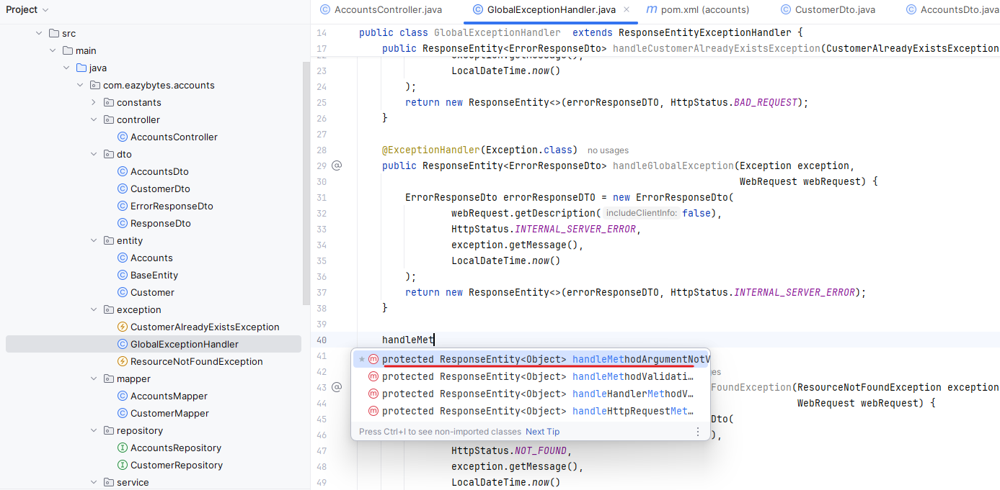 Project
src
main
java
com.eazybytes.accounts
constants
controller
AccountsController
dto
AccountsDto
CustomerDto
ErrorResponseDto
ResponseDto
entity
Accounts
BaseEntity
Customer
exception
CustomerAlreadyExistsException
GlobalExceptionHandler
ResourceNotFoundException
mapper
AccountsMapper
CustomerMapper
repository
AccountsRepository
CustomerRepository
service
AccountsController.java GlobalExceptionHandler.java × m pom.xml (accounts) CustomerDto.java AccountsDto.java
14 public class GlobalExceptionHandler extends ResponseEntityExceptionHandler {
17 public ResponseEntity<ErrorResponseDto> handleCustomerAlreadyExistsException(CustomerAlreadyExistsException
22 exception.getMessage(),
23 LocalDateTime.now()
24 );
25 return new ResponseEntity<>(errorResponseDTO, HttpStatus.BAD_REQUEST);
26 }
27
28 @ExceptionHandler(Exception.class) no usages
29 public ResponseEntity<ErrorResponseDto> handleGlobalException(Exception exception,
30 WebRequest webRequest) {
31 ErrorResponseDto errorResponseDTO = new ErrorResponseDto(
32 webRequest.getDescription( includeClientInfo: false),
33 HttpStatus.INTERNAL_SERVER_ERROR,
34 exception.getMessage(),
35 LocalDateTime.now()
36 );
37 return new ResponseEntity<>(errorResponseDTO, HttpStatus.INTERNAL_SERVER_ERROR);
38 }
39
40 handleMet
41 protected ResponseEntity<Object> handleMethodArgumentNotV
42 protected ResponseEntity<Object> handleMethodValidati…
43 protected ResponseEntity<Object> handleHandlerMethodV… FoundException(ResourceNotFoundException exception
44 protected ResponseEntity<Object> handleHttpRequestMet… WebRequest webRequest) {
45 Dto(
46 Press Ctrl+I to see non-imported classes Next Tip ),
47 HttpStatus.NOT_FOUND,
48 exception.getMessage(),
49 LocalDateTime.now()